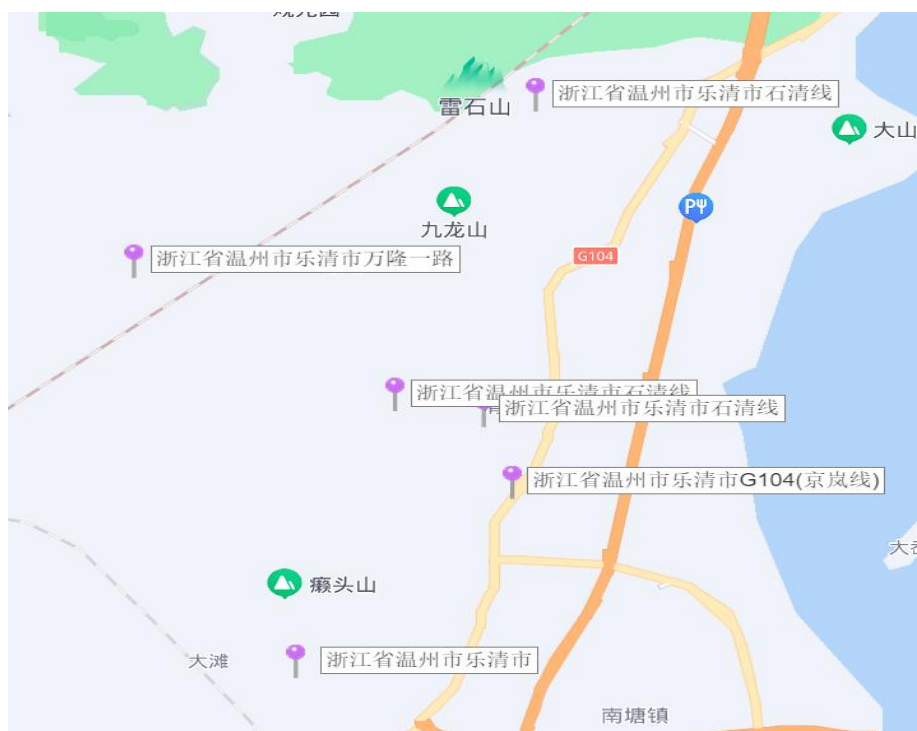 浙江省温州市乐清市石清线
雷石山
大山
P
九龙山
浙江省温州市乐清市万隆一路
G104
浙江省温州市乐清市石清线
浙江省温州市乐清市石清线
浙江省温州市乐清市G104(京岚线)
癞头山
大滩
浙江省温州市乐清市
南塘镇